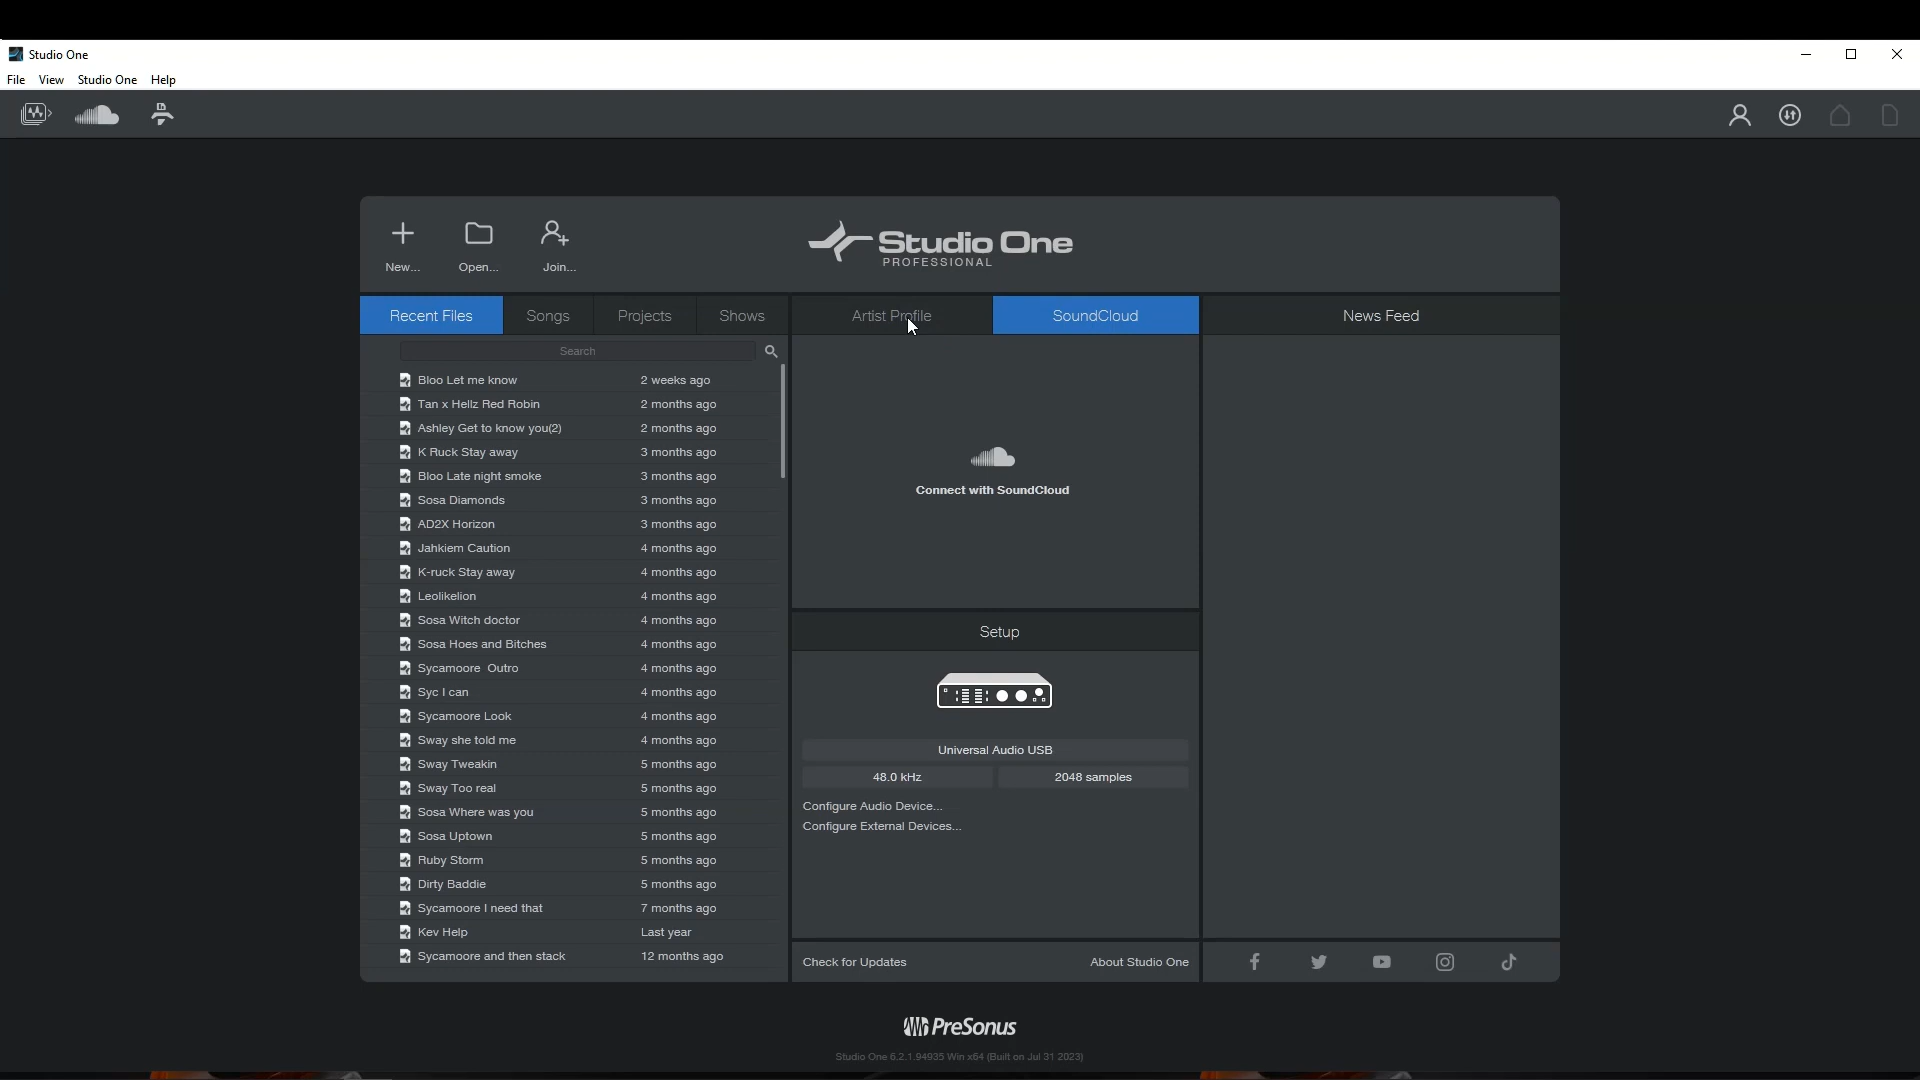 Studio One
File View Studio One Help
New... Open... Join...
Studio One
PROFESSIONAL
Recent Files Songs Projects Shows
Search
Bloo Let me know 2 weeks ago
Tan x Hellz Red Robin 2 months ago
Ashley Get to know you(2) 2 months ago
K Ruck Stay away 3 months ago
Bloo Late night smoke 3 months ago
Sosa Diamonds 3 months ago
AD2X Horizon 3 months ago
Jahkiem Caution 4 months ago
K-ruck Stay away 4 months ago
Leolikelion 4 months ago
Sosa Witch doctor 4 months ago
Sosa Hoes and Bitches 4 months ago
Sycamoore Outro 4 months ago
Syc I can 4 months ago
Sycamoore Look 4 months ago
Sway she told me 4 months ago
Sway Tweakin 5 months ago
Sway Too real 5 months ago
Sosa Where was you 5 months ago
Sosa Uptown 5 months ago
Ruby Storm 5 months ago
Dirty Baddie 5 months ago
Sycamoore I need that 7 months ago
Kev Help Last year
Sycamoore and then stack 12 months ago
Artist Profile SoundCloud
Connect with SoundCloud
Setup
Universal Audio USB
48.0 kHz 2048 samples
Configure Audio Device...
Configure External Devices...
Check for Updates About Studio One
News Feed
PreSonus
Studio One 6.2.1.94935 Win x64 (Built on Jul 31 2023)